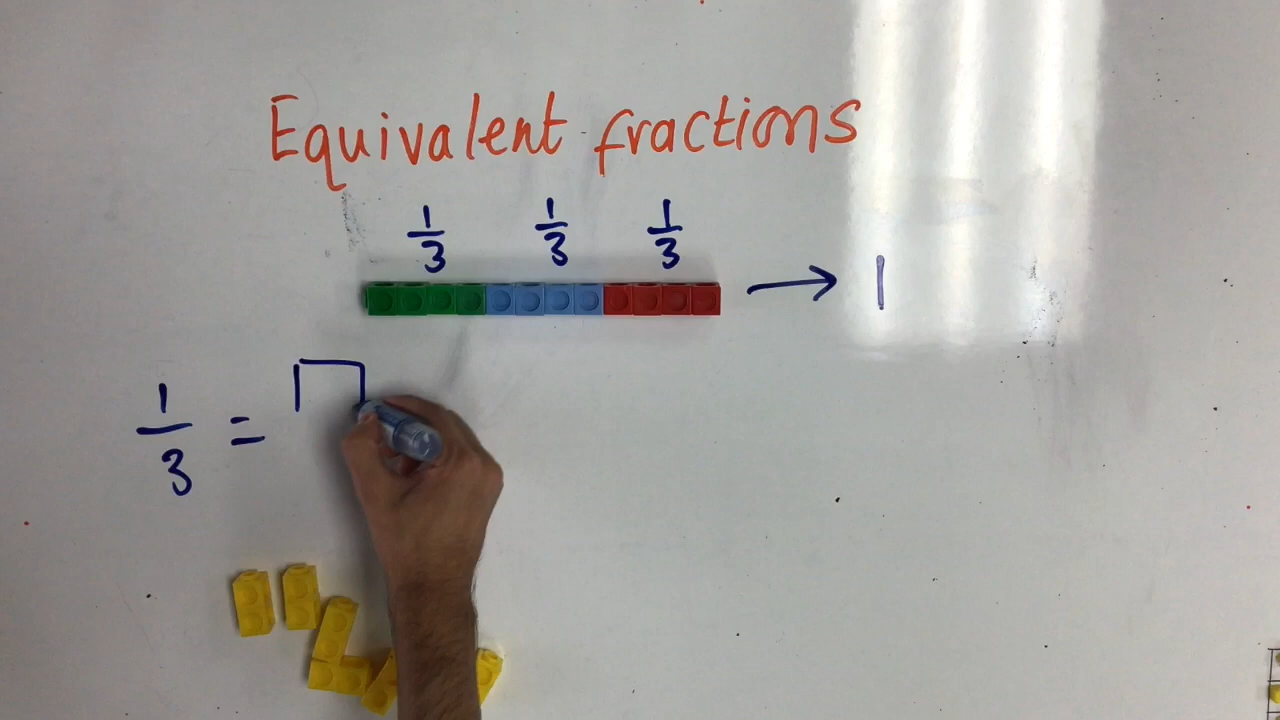 Equivalent fractions
1/3 1/3 1/3
→ 1
1/3 =